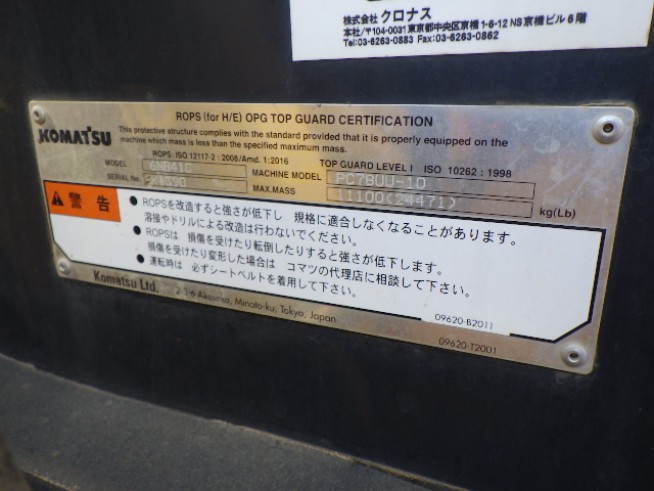 株式会社 クロナス
本社/〒104-0031 東京都中央区京橋 1-6-12 NS京橋ビル 6階
Tel:03-6263-0883 Fax:03-6263-0862
ROPS (for H/E) OPG TOP GUARD CERTIFICATION
KOMATSU
This protective structure complies with the standard provided that it is properly equipped on the
machine which mass is less than the specified maximum mass.
ROPS ISO 12117-2 : 2008/Amd. 1:2016 TOP GUARD LEVEL I ISO 10262 : 1998
MODEL MACHINE MODEL PC78UU-10
SERIAL No. MAX.MASS 11100(24471) kg(Lb)
警告
● ROPSを改造すると強さが低下し 規格に適合しなくなることがあります。
溶接やドリルによる改造は行わないでください。
● ROPSは 損傷を受けたり転倒したりすると強さが低下します。
損傷を受けたり変形した場合は コマツの代理店に相談して下さい。
● 運転時は 必ずシートベルトを着用して下さい。
09620-B2011
Komatsu Ltd. 2-3-6 Akasaka, Minato-ku, Tokyo, Japan
09620-T2001